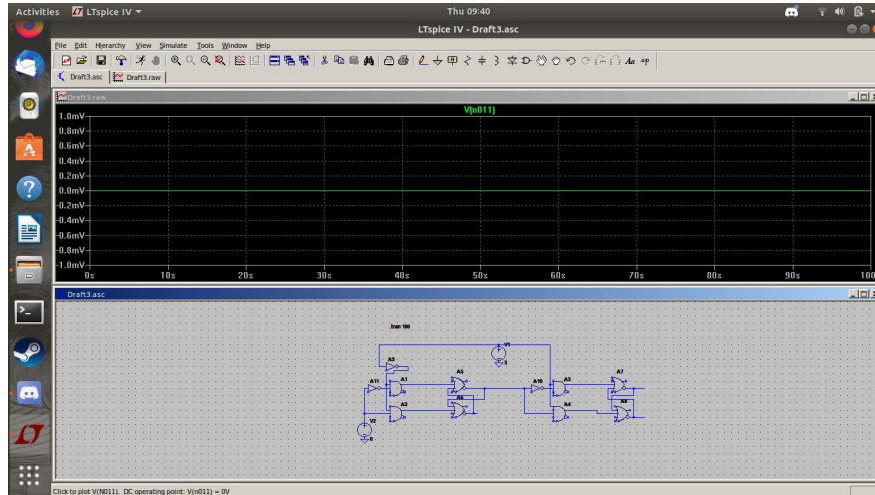 Activities LTspice IV Thu 09:40
LTspice IV - Draft3.asc
File Edit Hierarchy View Simulate Tools Window Help
Draft3.asc Draft3.raw
Draft3.raw
V(n011)
1.0mV
0.8mV
0.6mV
0.4mV
0.2mV
0.0mV
-0.2mV
-0.4mV
-0.6mV
-0.8mV
-1.0mV
0s 10s 20s 30s 40s 50s 60s 70s 80s 90s 100
Draft3.asc
.tran 100
V1
A9 3
A5 A7
A11 A1 A10 A3
A6 A8
A2 A4
V2
0
Click to plot V(N011). DC operating point: V(n011) = 0V